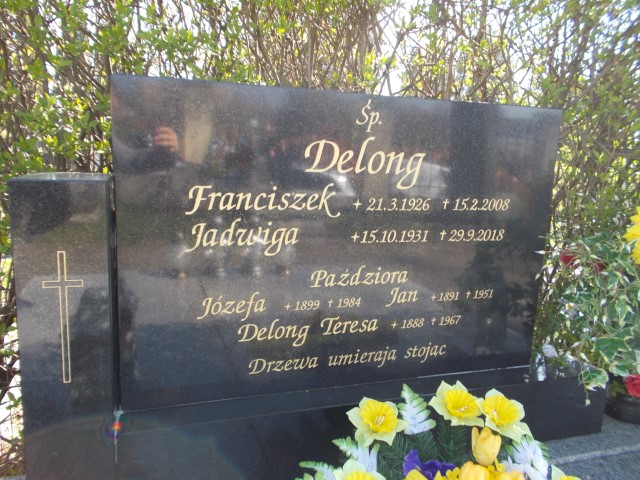 Śp.
Delong
Franciszek + 21.3.1926 † 15.2.2008
Jadwiga +15.10.1931 † 29.9.2018
Paździora
Józefa + 1899 † 1984 Jan + 1891 † 1951
Delong Teresa + 1888 † 1967
Drzewa umieraja stojąc